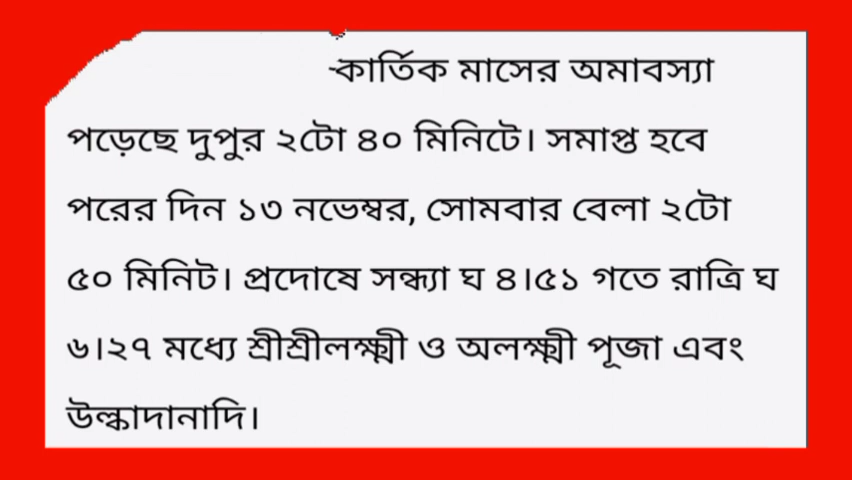 -কার্তিক মাসের অমাবস্যা
পড়েছে দুপুর ২টো ৪০ মিনিটে। সমাপ্ত হবে
পরের দিন ১৩ নভেম্বর, সোমবার বেলা ২টো
৫০ মিনিট। প্রদোষে সন্ধ্যা ঘ ৪।৫১ গতে রাত্রি ঘ
৬।২৭ মধ্যে শ্রীশ্রীলক্ষ্মী ও অলক্ষ্মী পূজা এবং
উল্কাদানাদি।